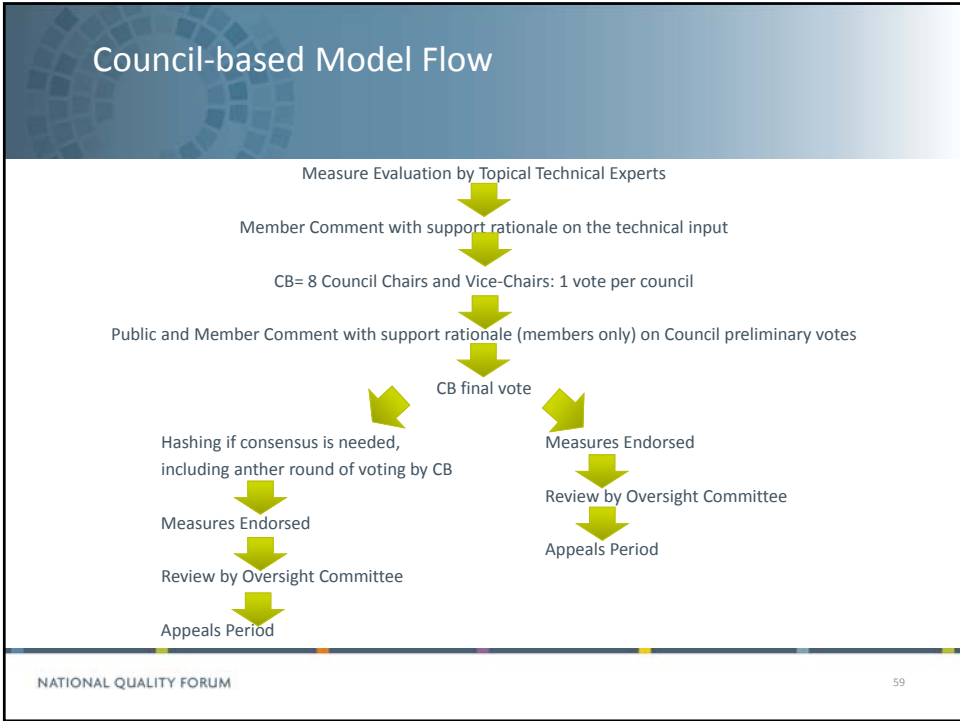 Council-based Model Flow
Measure Evaluation by Topical Technical Experts
Member Comment with support rationale on the technical input
CB= 8 Council Chairs and Vice-Chairs: 1 vote per council
Public and Member Comment with support rationale (members only) on Council preliminary votes
CB final vote
Hashing if consensus is needed,
including anther round of voting by CB
Measures Endorsed
Review by Oversight Committee
Appeals Period
Measures Endorsed
Review by Oversight Committee
Appeals Period
NATIONAL QUALITY FORUM
59